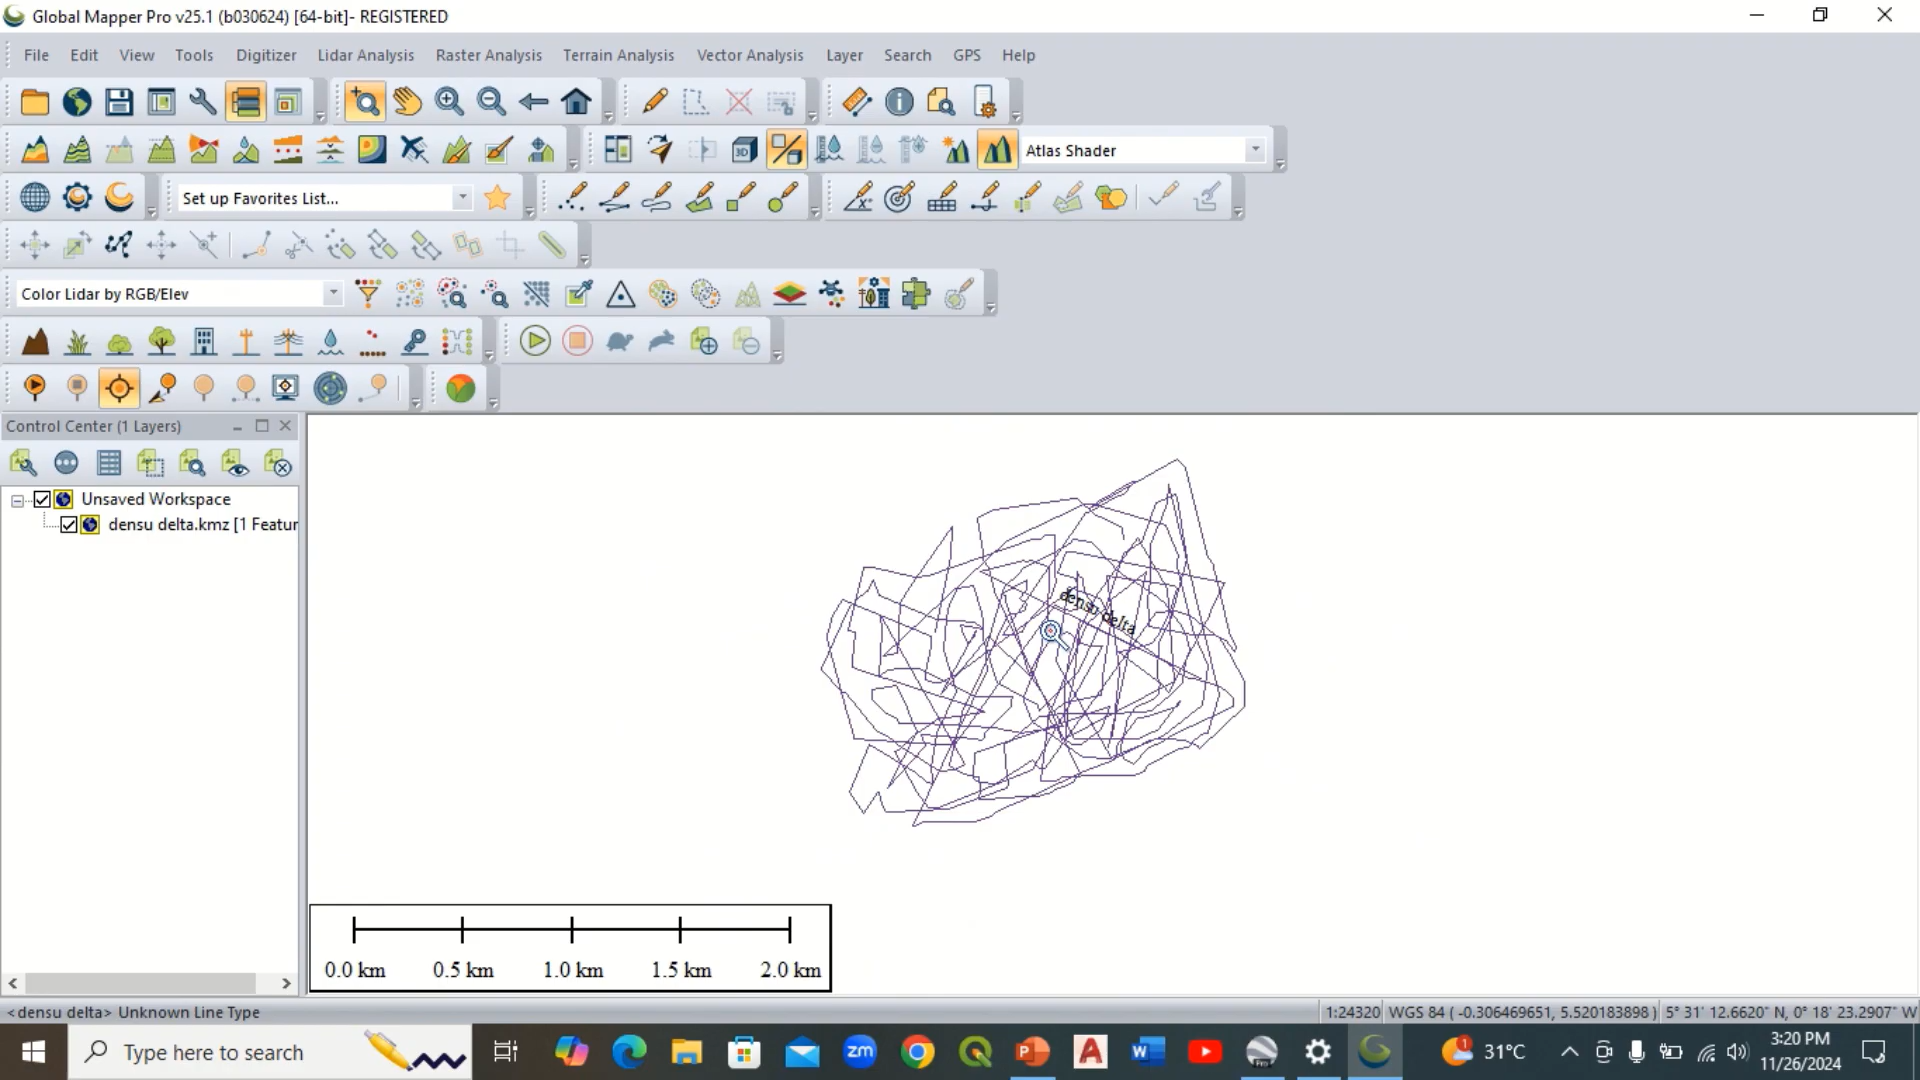 Global Mapper Pro v25.1 (b030624) [64-bit]- REGISTERED
File Edit View Tools Digitizer Lidar Analysis Raster Analysis Terrain Analysis Vector Analysis Layer Search GPS Help
3D Atlas Shader
Set up Favorites List...
Color Lidar by RGB/Elev
Control Center (1 Layers)
Unsaved Workspace
densu delta.kmz [1 Featur
densu delta
0.0 km 0.5 km 1.0 km 1.5 km 2.0 km
<densu delta> Unknown Line Type
1:24320 WGS 84 ( -0.306469651, 5.520183898 ) 5° 31' 12.6620" N, 0° 18' 23.2907" W
Type here to search
zm
31°C
3:20 PM
11/26/2024